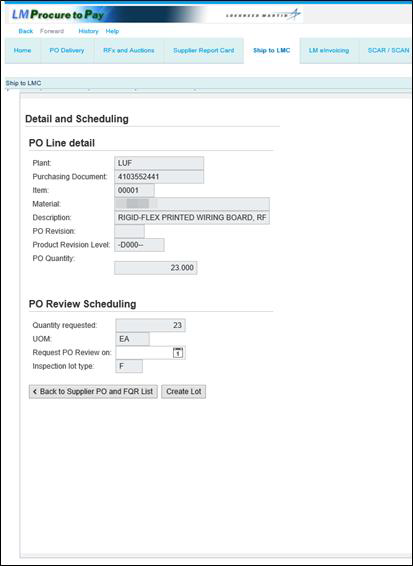 LM Procure to Pay
LOCKHEED MARTIN
Back Forward History Help
Home PO Delivery RFx and Auctions Supplier Report Card Ship to LMC LM eInvoicing SCAR / SCAN
Ship to LMC
Detail and Scheduling
PO Line detail
Plant: LUF
Purchasing Document: 4103552441
Item: 00001
Material:
Description: RIGID-FLEX PRINTED WIRING BOARD, RF
PO Revision:
Product Revision Level: -D000--
PO Quantity:
23.000
PO Review Scheduling
Quantity requested: 23
UOM: EA
Request PO Review on: 1
Inspection lot type: F
< Back to Supplier PO and FQR List Create Lot